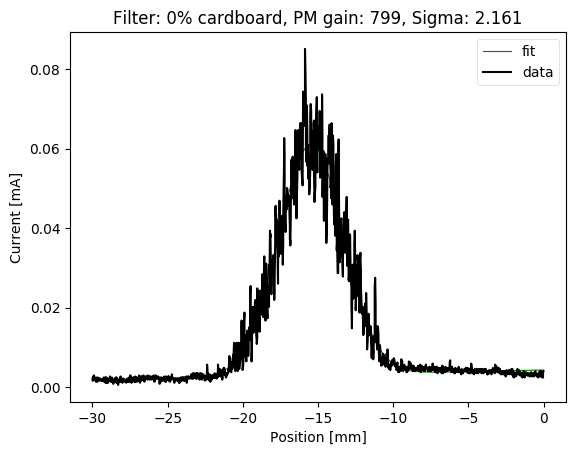 Filter: 0% cardboard, PM gain: 799, Sigma: 2.161
fit
data
0.08
0.06
0.04
0.02
0.00
Current [mA]
−30
−25
−20
−15
−10
−5
0
Position [mm]